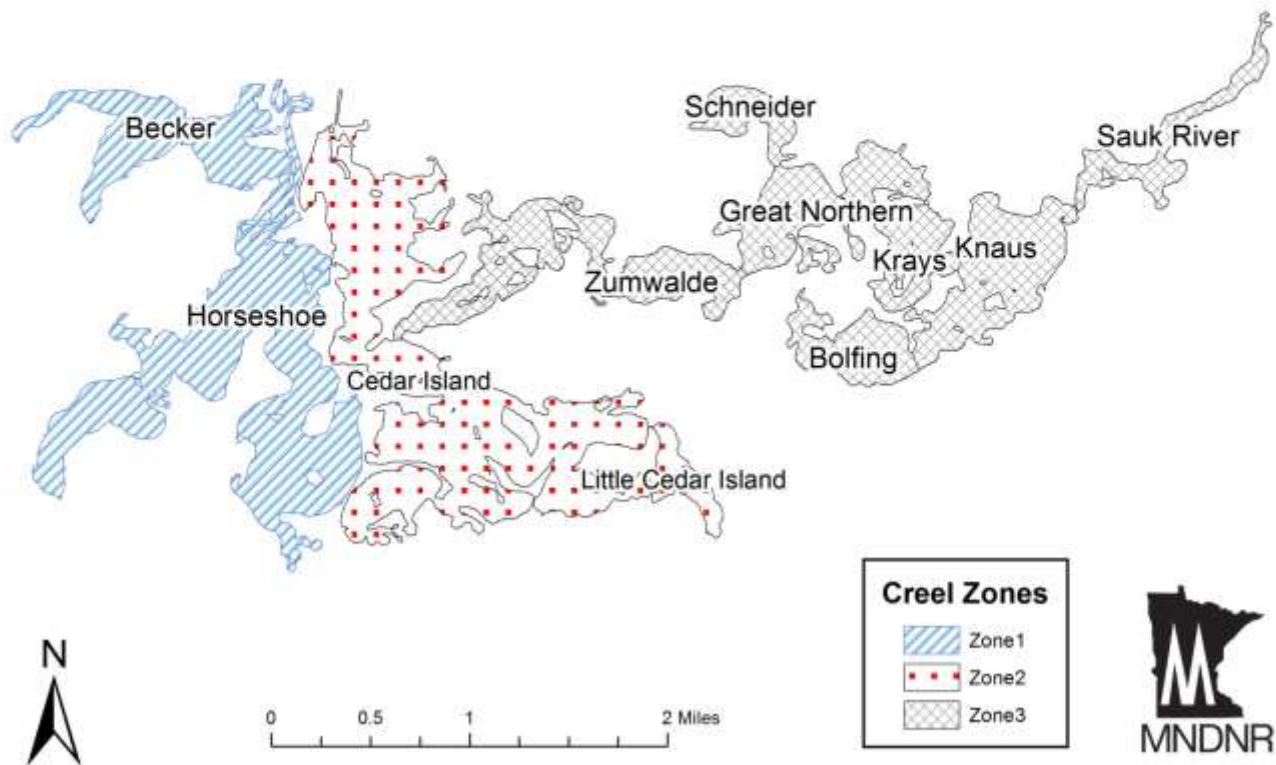 Schneider
Becker
Sauk River
Great Northern
Knaus
Krays
Zumwalde
Horseshoe
Bolfing
Cedar Island
Little Cedar Island
Creel Zones
Zone1
Zone2
Zone3
N
0 0.5 1 2 Miles
M
MNDNR